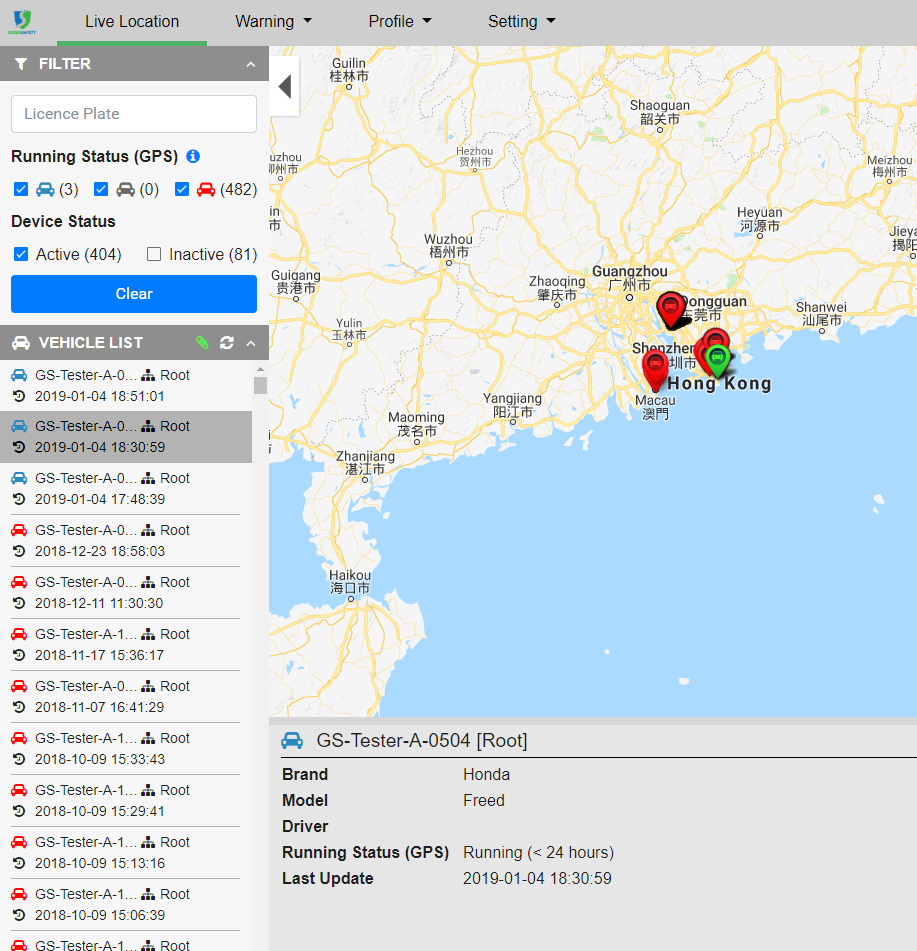 Live Location
Warning
Profile
Setting
FILTER
Licence Plate
Running Status (GPS)
(3)
(0)
(482)
Device Status
Active (404)
Inactive (81)
Clear
VEHICLE LIST
GS-Tester-A-0... Root
2019-01-04 18:51:01
GS-Tester-A-0... Root
2019-01-04 18:30:59
GS-Tester-A-0... Root
2019-01-04 17:48:39
GS-Tester-A-0... Root
2018-12-23 18:58:03
GS-Tester-A-0... Root
2018-12-11 11:30:30
GS-Tester-A-1... Root
2018-11-17 15:36:17
GS-Tester-A-0... Root
2018-11-07 16:41:29
GS-Tester-A-1... Root
2018-10-09 15:33:43
GS-Tester-A-1... Root
2018-10-09 15:29:41
GS-Tester-A-1... Root
2018-10-09 15:13:16
GS-Tester-A-1... Root
2018-10-09 15:06:39
GS-Tester-A-1... Root
Guilin
桂林市
Shaoguan
韶关市
Hezhou
贺州市
uzhou
柳州市
Meizhou
梅州市
in
市
Heyuan
河源市
Jieya
揭阳
Wuzhou
梧州市
Guigang
贵港市
Zhaoqing
肇庆市
Guangzhou
广州市
Dongguan
东莞市
Shanwei
汕尾市
Yulin
玉林市
Shenzhen
圳市
Hong Kong
Macau
澳門
Yangjiang
阳江市
Maoming
茂名市
Zhanjiang
湛江市
Haikou
海口市
GS-Tester-A-0504 [Root]
Brand Honda
Model Freed
Driver
Running Status (GPS) Running (< 24 hours)
Last Update 2019-01-04 18:30:59